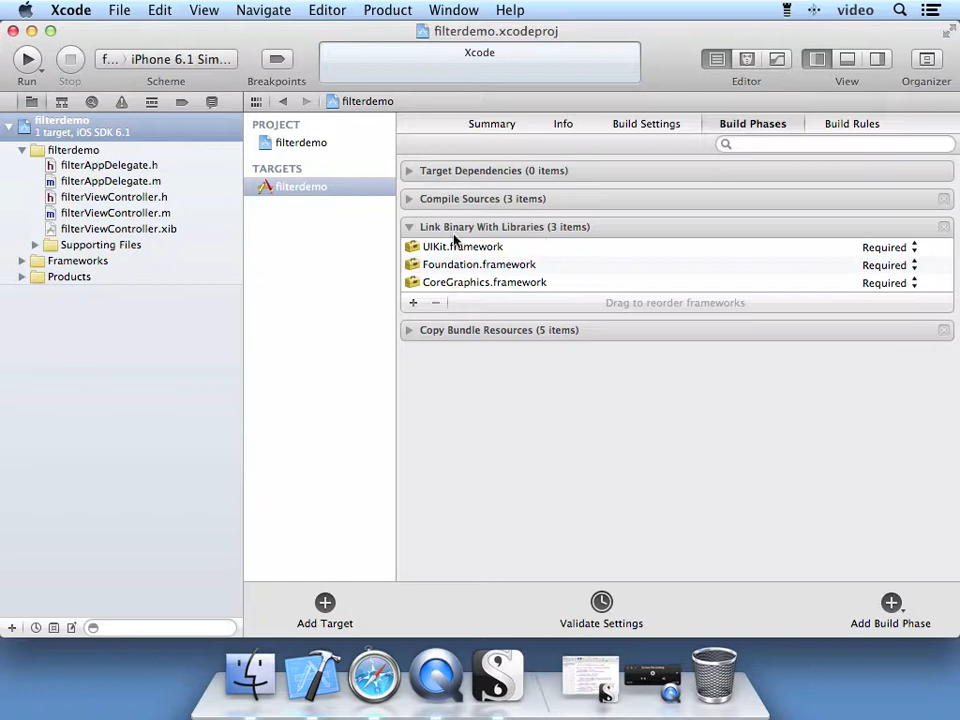 Xcode File Edit View Navigate Editor Product Window Help video
filterdemo.xcodeproj
f... iPhone 6.1 Sim...
Xcode
Run Stop Scheme Breakpoints Editor View Organizer
filterdemo
filterdemo
1 target, iOS SDK 6.1
filterdemo
h filterAppDelegate.h
m filterAppDelegate.m
h filterViewController.h
m filterViewController.m
filterViewController.xib
Supporting Files
Frameworks
Products
PROJECT
filterdemo
TARGETS
filterdemo
Summary Info Build Settings Build Phases Build Rules
Target Dependencies (0 items)
Compile Sources (3 items)
Link Binary With Libraries (3 items)
UIKit.framework Required
Foundation.framework Required
CoreGraphics.framework Required
+ − Drag to reorder frameworks
Copy Bundle Resources (5 items)
Add Target Validate Settings Add Build Phase
S